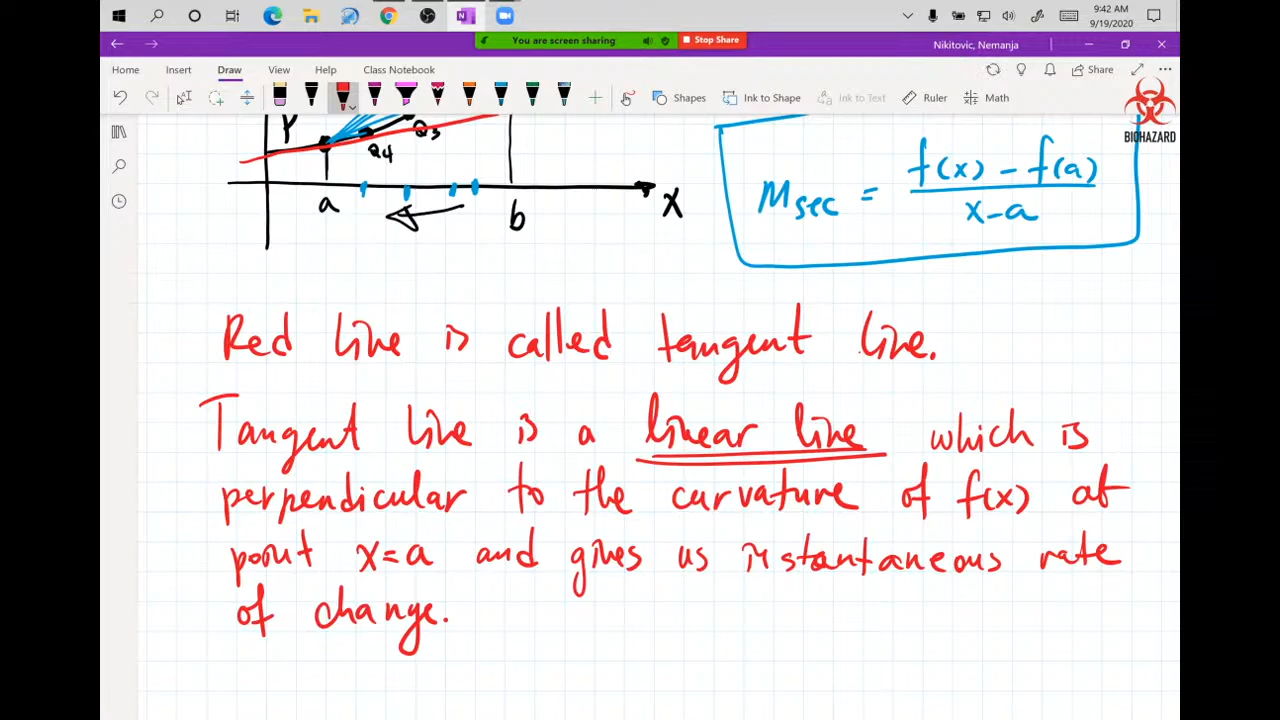 9:42 AM
9/19/2020
You are screen sharing
Stop Share
Nikitovic, Nemanja
Home Insert Draw View Help Class Notebook Share
Shapes Ink to Shape Ink to Text Ruler Math
BIOHAZARD
P Q3
Q4
a b X
Msec = f(x) - f(a)
x-a
Red line is called tangent line.
Tangent line is a linear line which is
perpendicular to the curvature of f(x) at
point x=a and gives us instantaneous rate
of change.